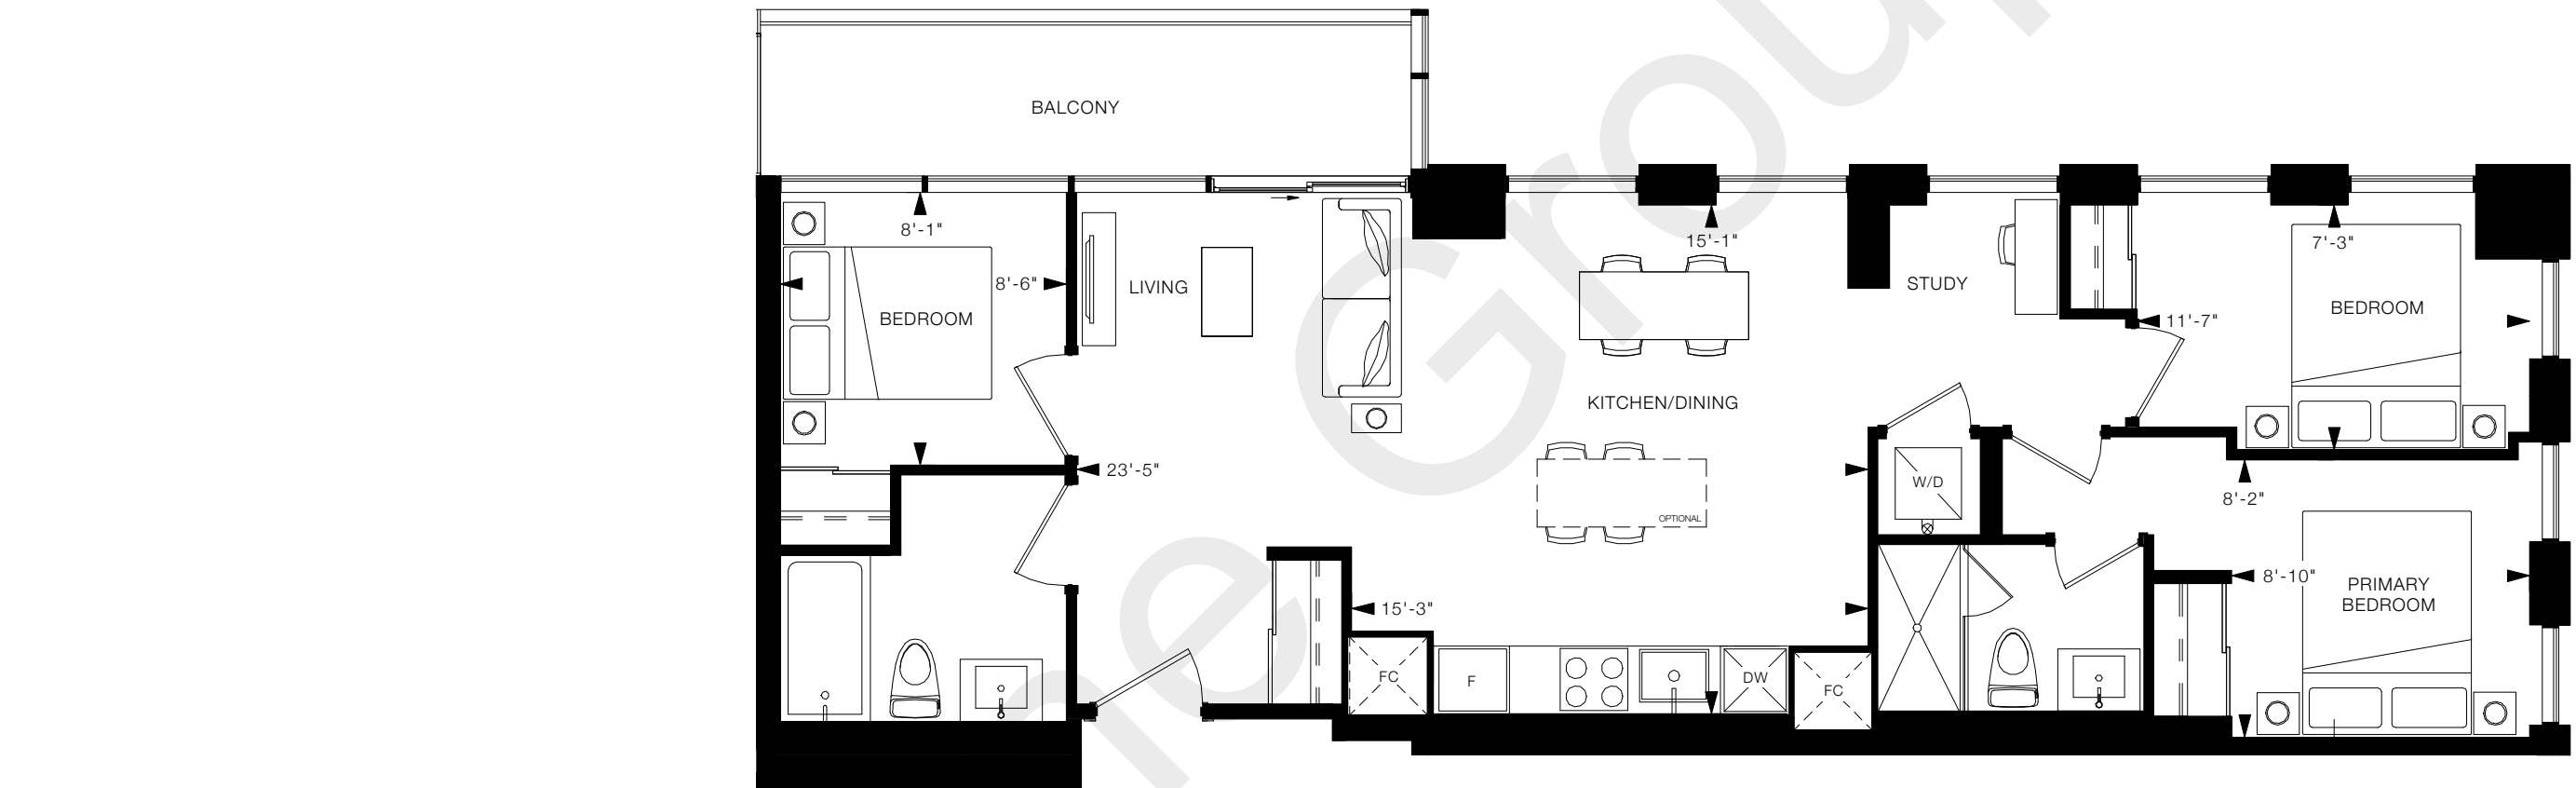 BALCONY
8'-1"
8'-6"
BEDROOM
LIVING
15'-1"
STUDY
7'-3"
BEDROOM
11'-7"
KITCHEN/DINING
23'-5"
OPTIONAL
W/D
8'-2"
8'-10"
PRIMARY
BEDROOM
15'-3"
FC
F
DW
FC